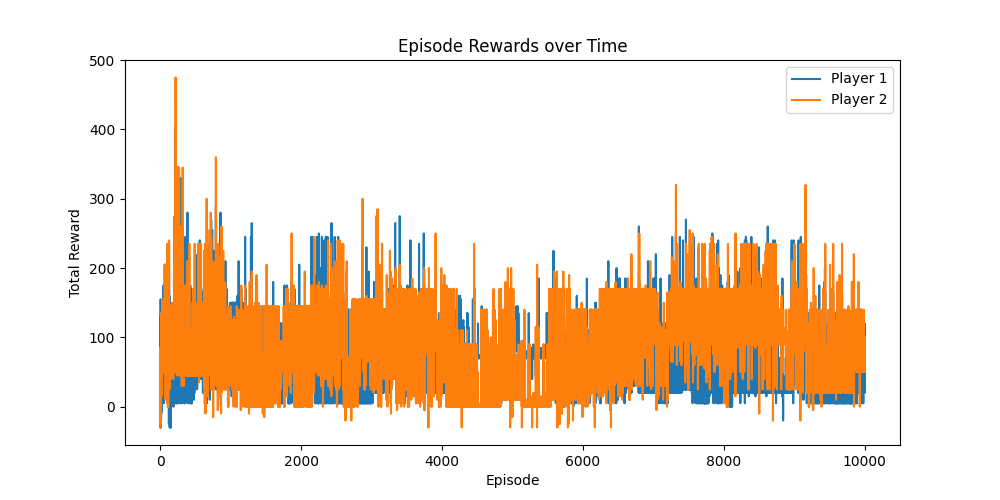 Episode Rewards over Time
Player 1
Player 2
Total Reward
500
400
300
200
100
0
0 2000 4000 6000 8000 10000
Episode